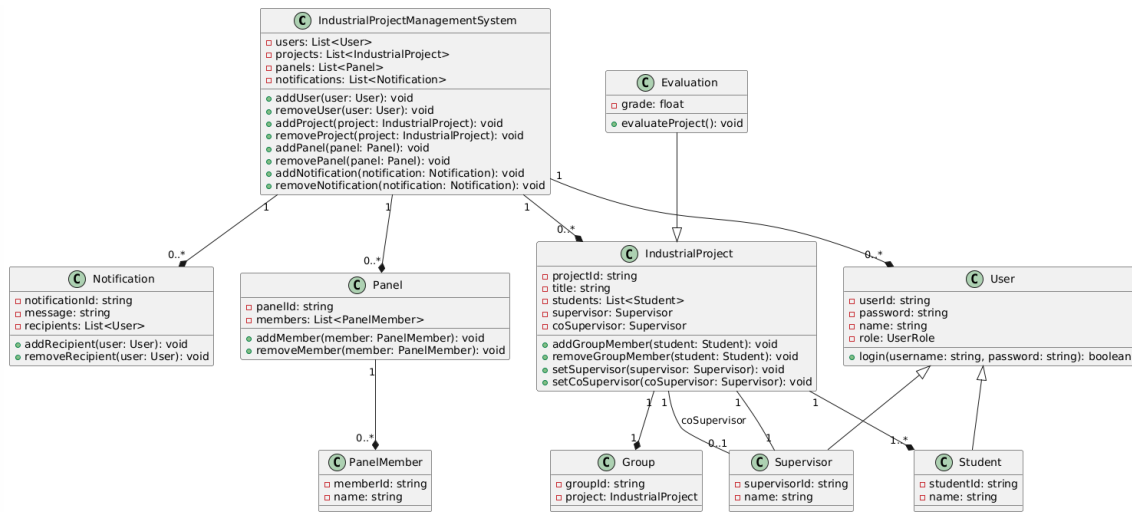 C IndustrialProjectManagementSystem
users: List<User>
projects: List<IndustrialProject>
panels: List<Panel>
notifications: List<Notification>
addUser(user: User): void
removeUser(user: User): void
addProject(project: IndustrialProject): void
removeProject(project: IndustrialProject): void
addPanel(panel: Panel): void
removePanel(panel: Panel): void
addNotification(notification: Notification): void
removeNotification(notification: Notification): void
C Evaluation
grade: float
evaluateProject(): void
1
1
1
1
0..*
0..*
0..*
0..*
C Notification
notificationId: string
message: string
recipients: List<User>
addRecipient(user: User): void
removeRecipient(user: User): void
C Panel
panelId: string
members: List<PanelMember>
addMember(member: PanelMember): void
removeMember(member: PanelMember): void
C IndustrialProject
projectId: string
title: string
students: List<Student>
supervisor: Supervisor
coSupervisor: Supervisor
addGroupMember(student: Student): void
removeGroupMember(student: Student): void
setSupervisor(supervisor: Supervisor): void
setCoSupervisor(coSupervisor: Supervisor): void
C User
userId: string
password: string
name: string
role: UserRole
login(username: string, password: string): boolean
1
1
1
1
1
coSupervisor
0..*
1
0..1
1
1..*
C PanelMember
memberId: string
name: string
C Group
groupId: string
project: IndustrialProject
C Supervisor
supervisorId: string
name: string
C Student
studentId: string
name: string